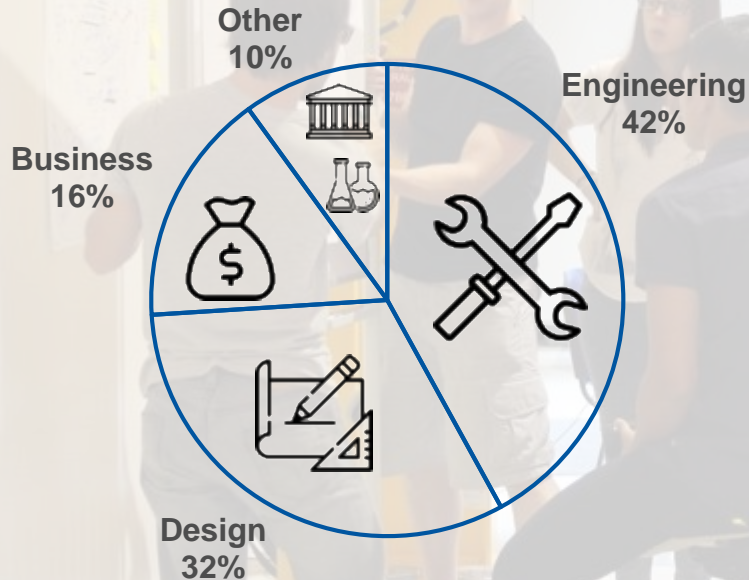 Other
10%
Engineering
42%
Business
16%
$
Design
32%